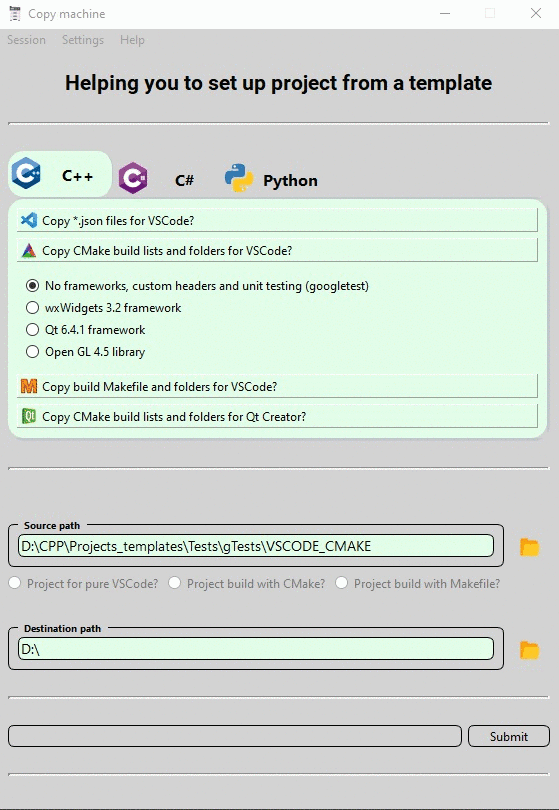 Copy machine
Session Settings Help
Helping you to set up project from a template
C++ C# Python
Copy *.json files for VSCode?
Copy CMake build lists and folders for VSCode?
No frameworks, custom headers and unit testing (googletest)
wxWidgets 3.2 framework
Qt 6.4.1 framework
Open GL 4.5 library
Copy build Makefile and folders for VSCode?
Copy CMake build lists and folders for Qt Creator?
Source path
D:\CPP\Projects_templates\Tests\gTests\VSCODE_CMAKE
Project for pure VSCode? Project build with CMake? Project build with Makefile?
Destination path
D:\
Submit